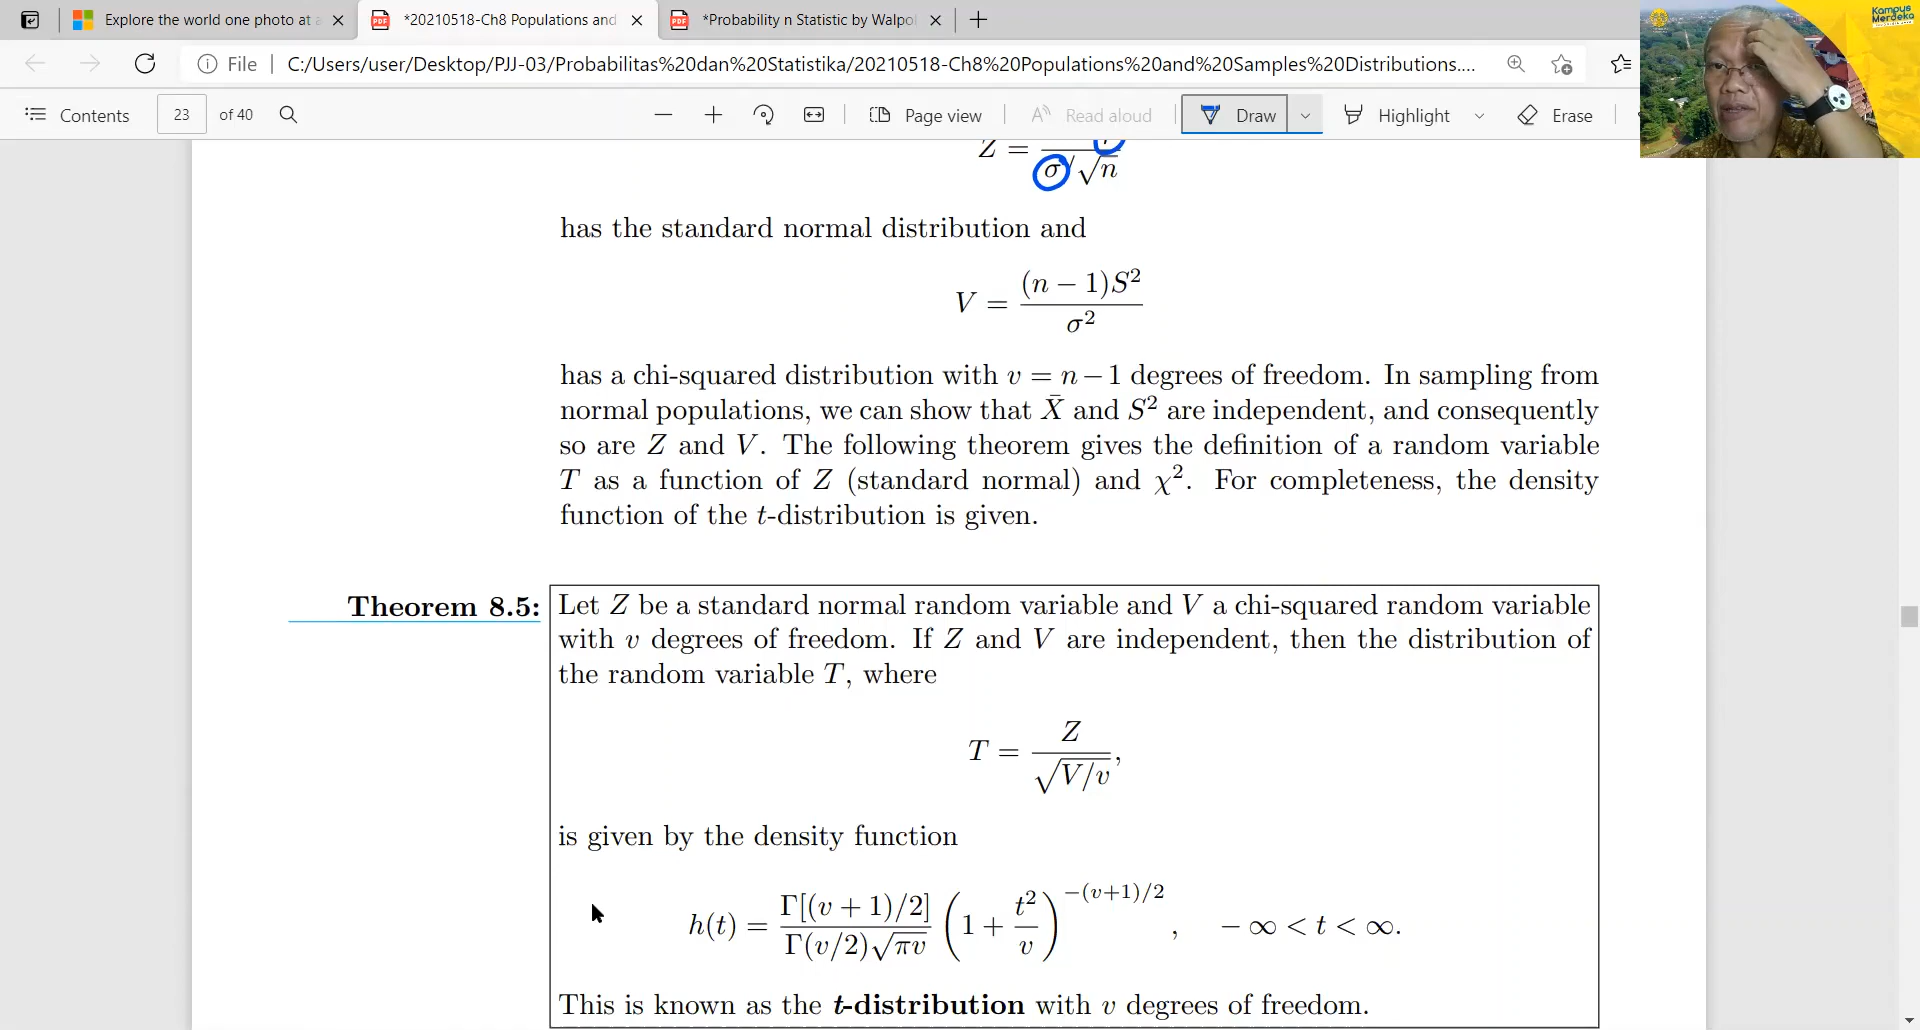 Explore the world one photo at a
*20210518-Ch8 Populations and
*Probability n Statistic by Walpol
File
C:/Users/user/Desktop/PJJ-03/Probabilitas%20dan%20Statistika/20210518-Ch8%20Populations%20and%20Samples%20Distributions....
Contents
23 of 40
Page view
Read aloud
Draw
Highlight
Erase
Kampus
Merdeka
Z = σ/√n
has the standard normal distribution and
V = (n − 1)S² / σ²
has a chi-squared distribution with v = n − 1 degrees of freedom. In sampling from
normal populations, we can show that X̄ and S² are independent, and consequently
so are Z and V. The following theorem gives the definition of a random variable
T as a function of Z (standard normal) and χ². For completeness, the density
function of the t-distribution is given.
Theorem 8.5:
Let Z be a standard normal random variable and V a chi-squared random variable
with v degrees of freedom. If Z and V are independent, then the distribution of
the random variable T, where
T = Z / √(V/v),
is given by the density function
h(t) = Γ[(v + 1)/2] / Γ(v/2)√(πv) (1 + t²/v)^−(v+1)/2, − ∞ < t < ∞.
This is known as the t-distribution with v degrees of freedom.